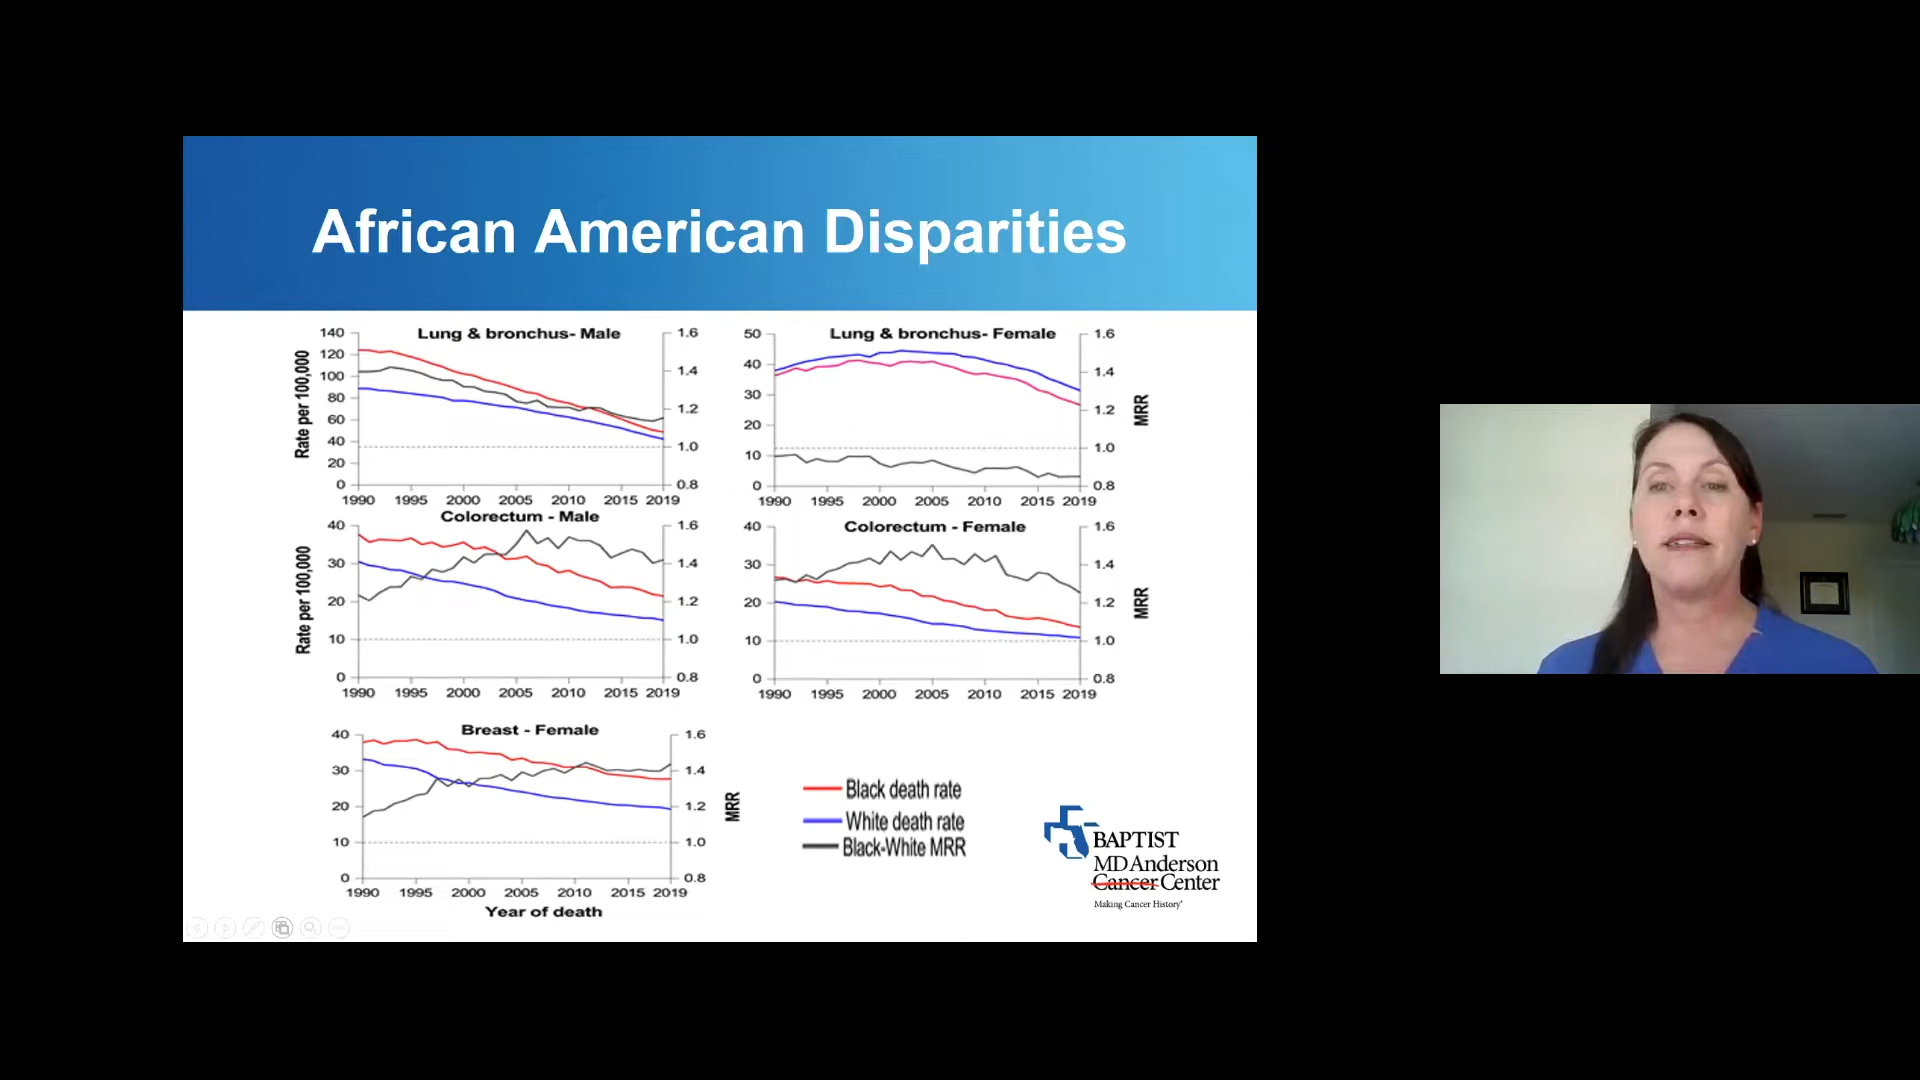 African American Disparities
Lung & bronchus- Male
140
120
100
80
60
40
20
0
Rate per 100,000
1.6
1.4
1.2
1.0
0.8
1990 1995 2000 2005 2010 2015 2019
Lung & bronchus- Female
50
40
30
20
10
0
1.6
1.4
1.2
1.0
0.8
MRR
1990 1995 2000 2005 2010 2015 2019
Colorectum - Male
40
30
20
10
0
Rate per 100,000
1.6
1.4
1.2
1.0
0.8
1990 1995 2000 2005 2010 2015 2019
Colorectum - Female
40
30
20
10
0
1.6
1.4
1.2
1.0
0.8
MRR
1990 1995 2000 2005 2010 2015 2019
Breast - Female
40
30
20
10
0
1.6
1.4
1.2
1.0
0.8
MRR
1990 1995 2000 2005 2010 2015 2019
Year of death
Black death rate
White death rate
Black-White MRR
BAPTIST
MD Anderson
Cancer Center
Making Cancer History®